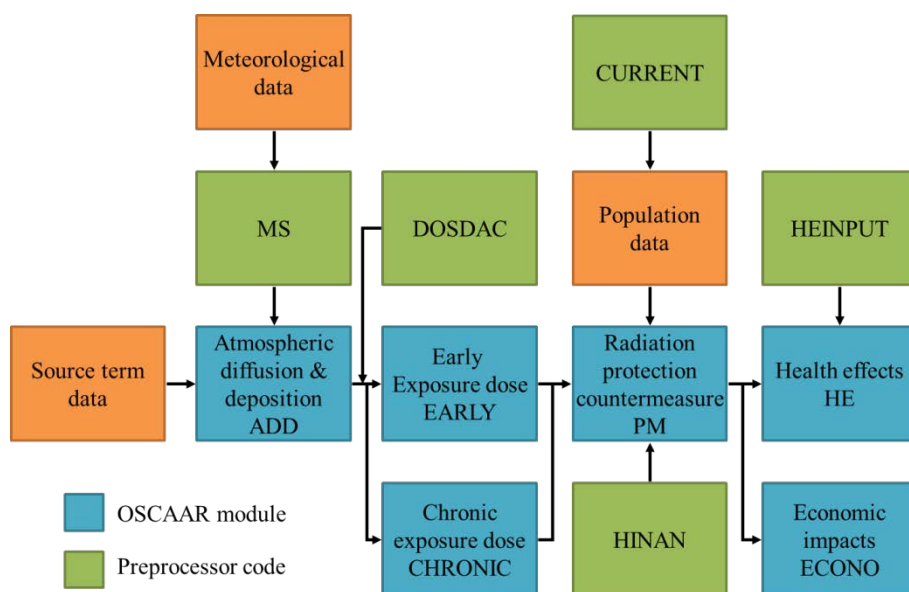 Meteorological
data
CURRENT
MS
DOSDAC
Population
data
HEINPUT
Source term
data
Atmospheric
diffusion &
deposition
ADD
Early
Exposure dose
EARLY
Radiation
protection
countermeasure
PM
Health effects
HE
OSCAAR module
Preprocessor code
Chronic
exposure dose
CHRONIC
HINAN
Economic
impacts
ECONO